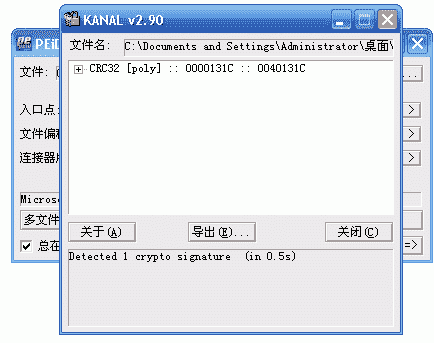 KANAL v2.90
文件名:
C:\Documents and Settings\Administrator\桌面\
CRC32 [poly] :: 0000131C :: 0040131C
关于(A)
导出(E)...
关闭(C)
Detected 1 crypto signature  (in 0.5s)
PEiD
文件:
...
入口点:
>
文件偏移
>
连接器
>
Micros
多文件
总在
=>